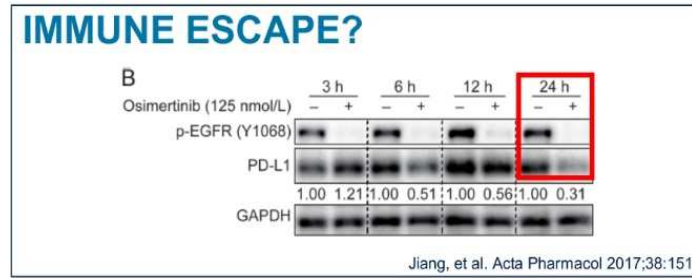 IMMUNE ESCAPE?
B
3 h 6 h 12 h 24 h
Osimertinib (125 nmol/L) – + – + – + – +
p-EGFR (Y1068)
PD-L1
1.00 1.21 1.00 0.51 1.00 0.56 1.00 0.31
GAPDH
Jiang, et al. Acta Pharmacol 2017;38:151